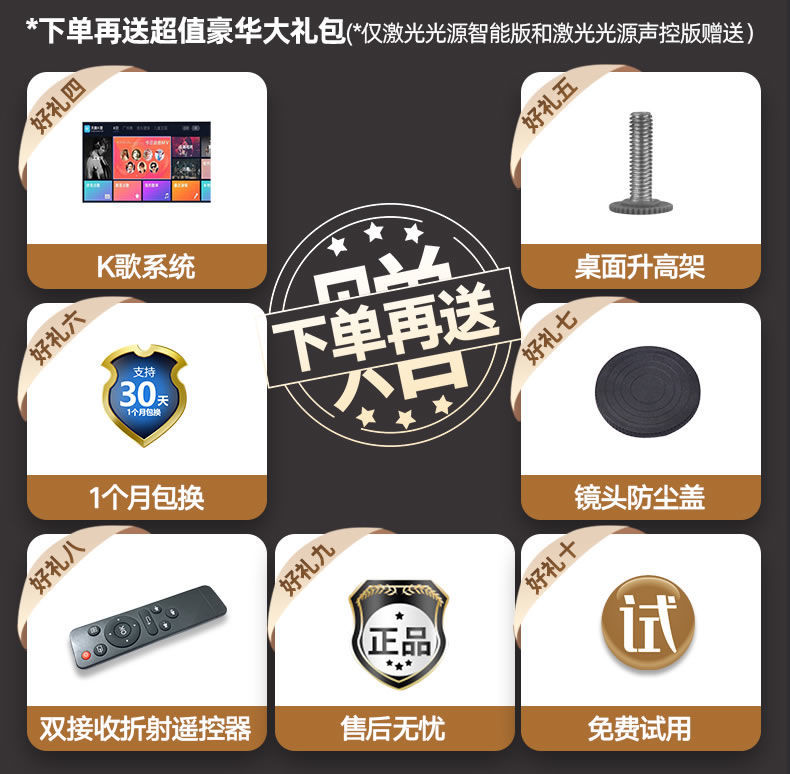 *下单再送超值豪华大礼包(*仅激光光源智能版和激光光源声控版赠送)
好礼四
K歌系统
好礼五
桌面升高架
赠
下单再送
好礼六
支持
30天
1个月包换
1个月包换
好礼七
镜头防尘盖
好礼八
双接收折射遥控器
好礼九
正品
售后无忧
好礼十
试
免费试用